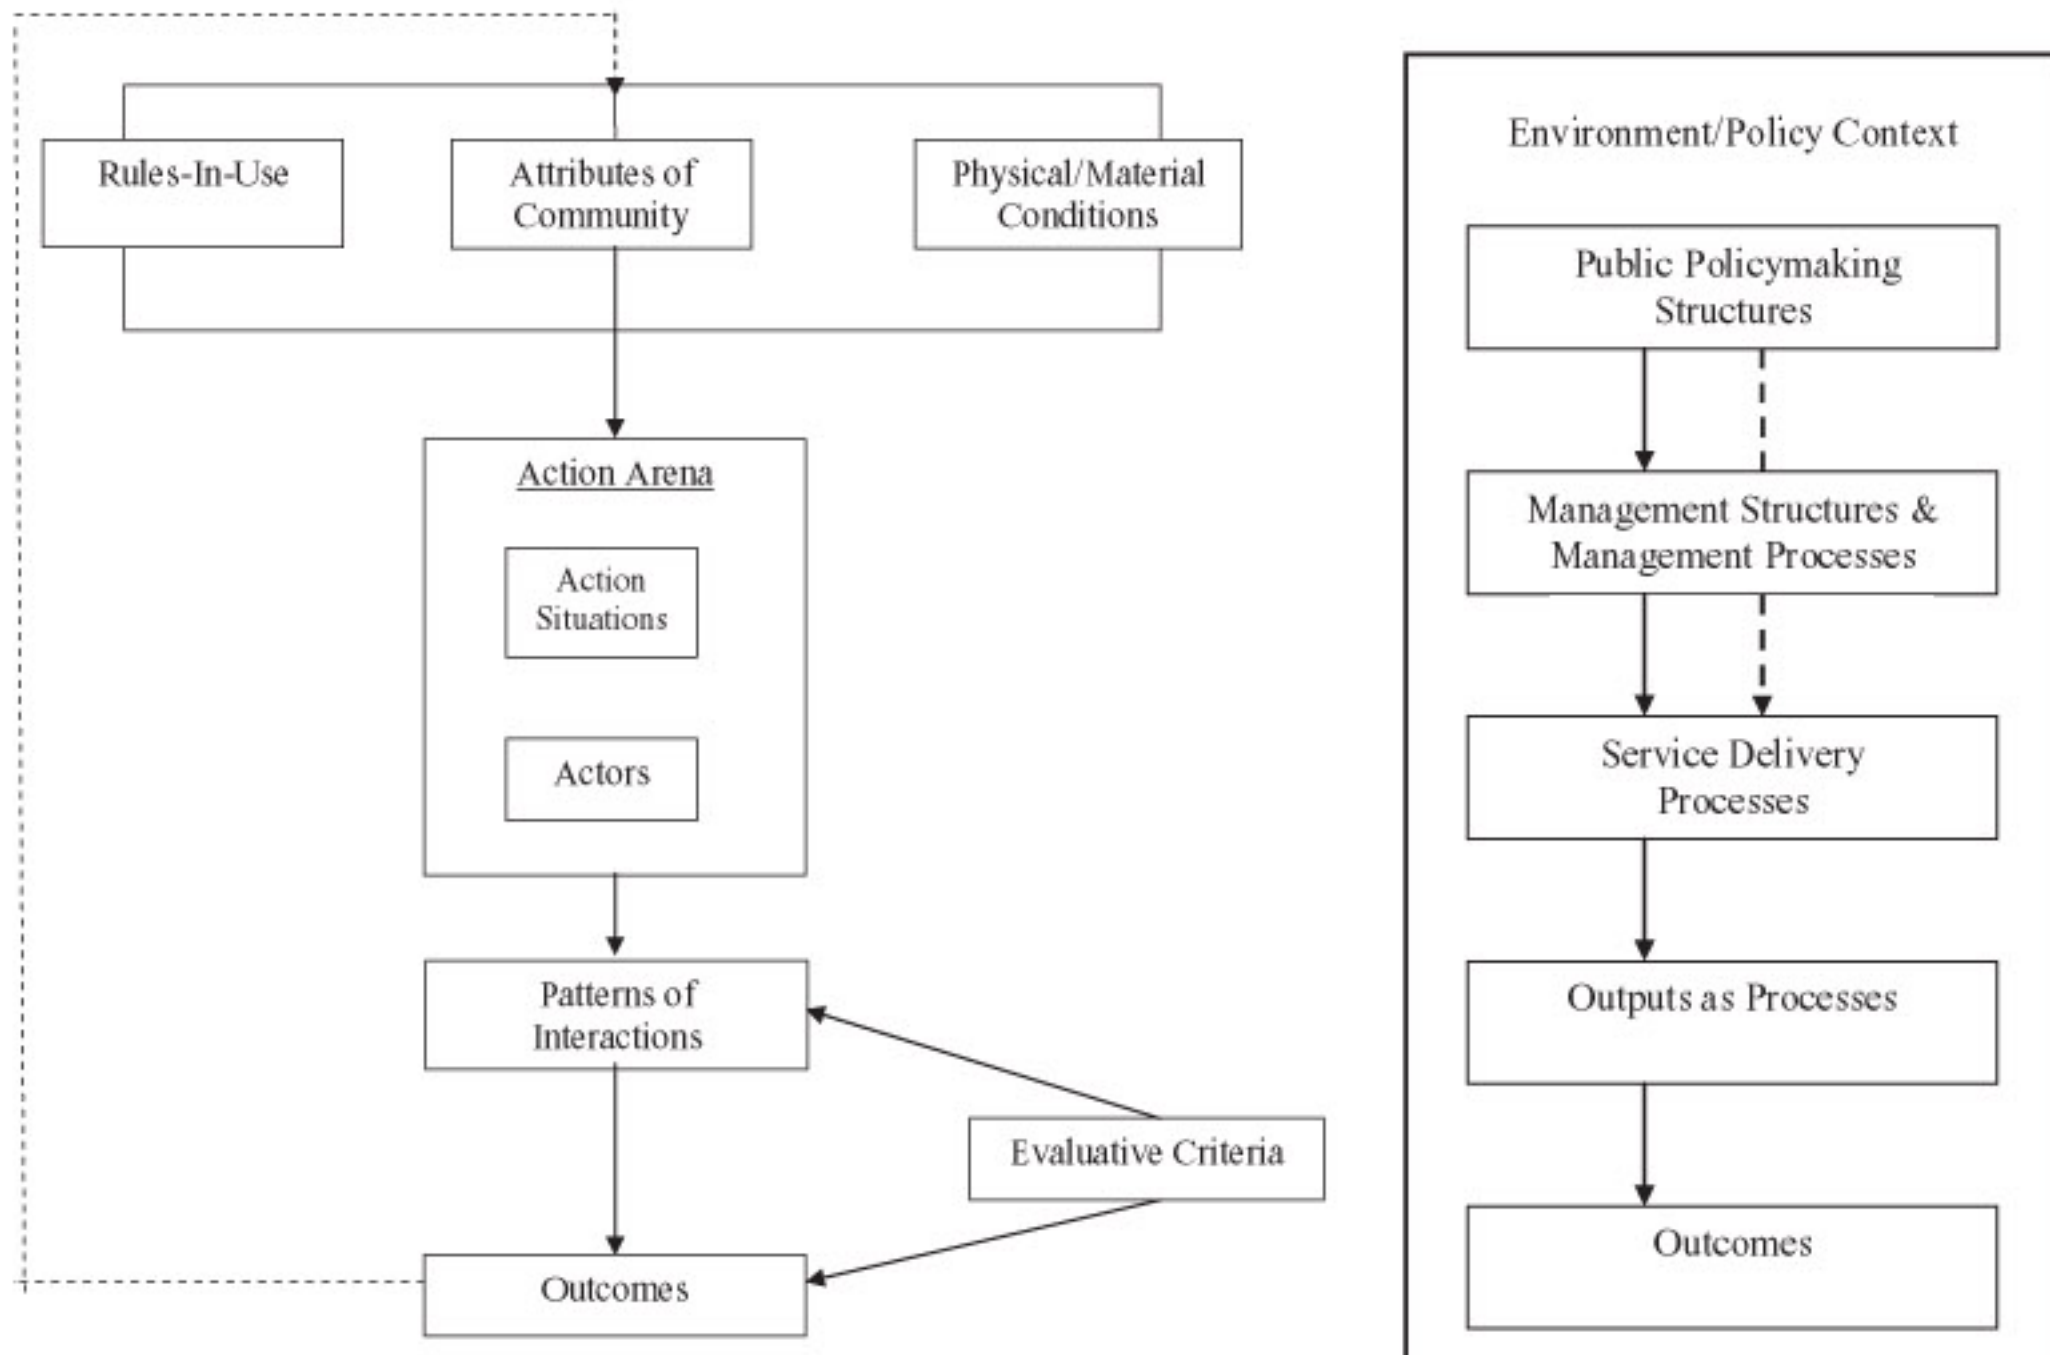 Rules-In-Use
Attributes of
Community
Physical/Material
Conditions
Action Arena
Action
Situations
Actors
Patterns of
Interactions
Evaluative Criteria
Outcomes
Environment/Policy Context
Public Policymaking
Structures
Management Structures &
Management Processes
Service Delivery
Processes
Outputs as Processes
Outcomes